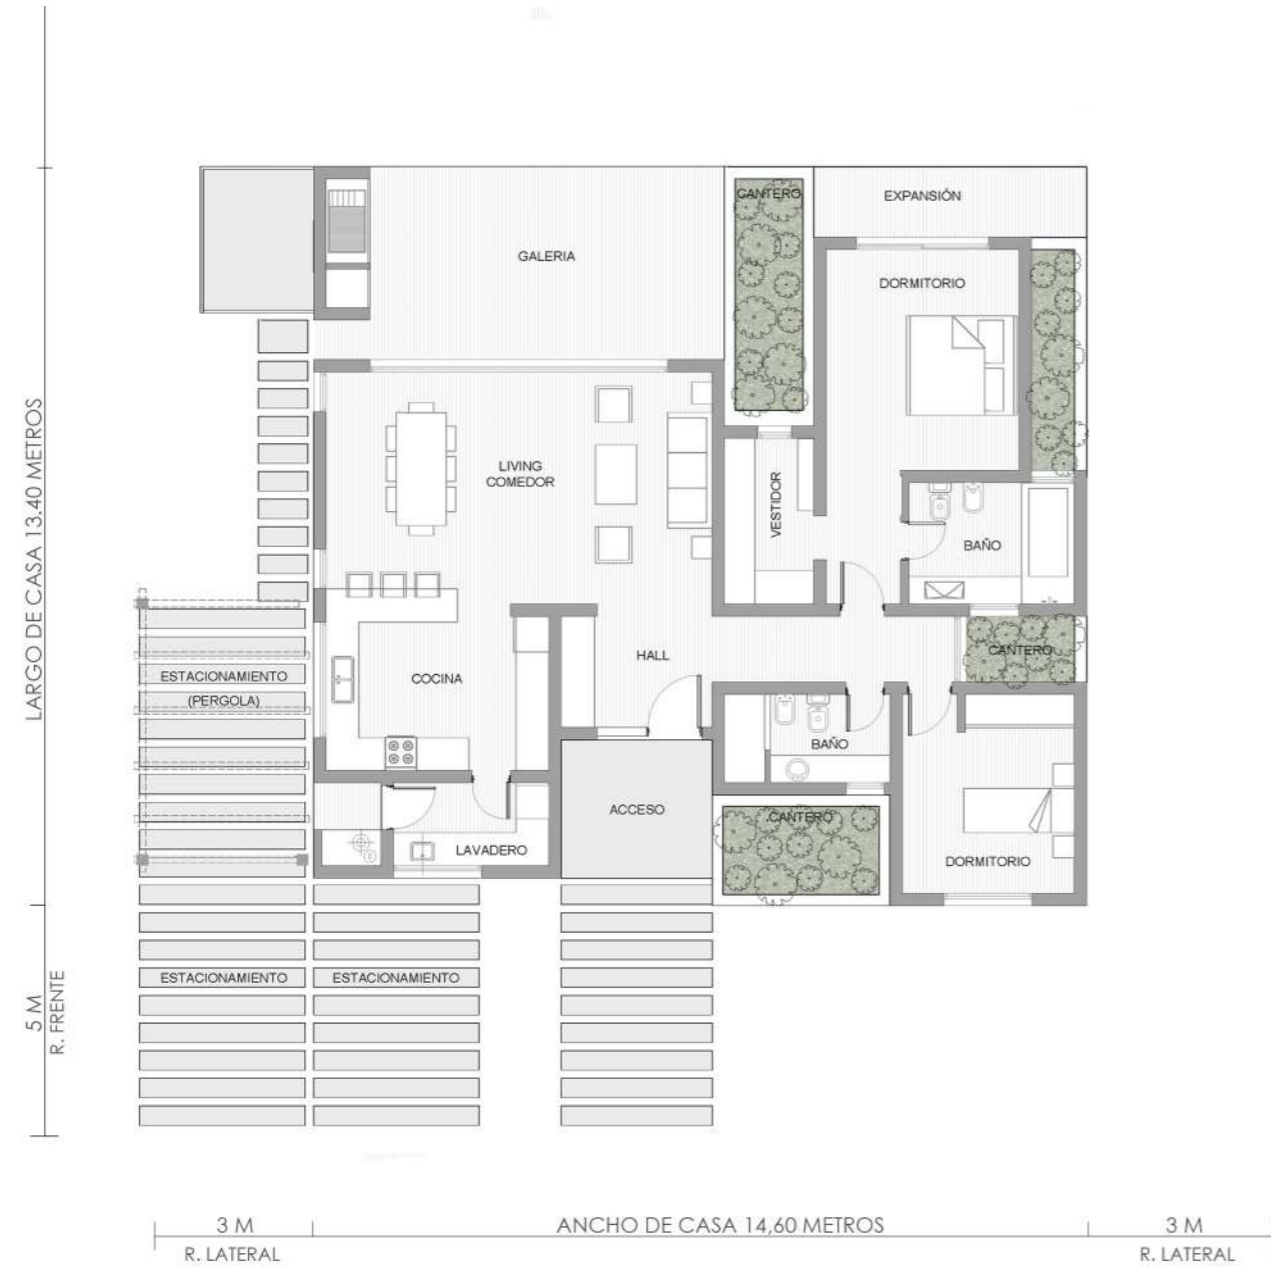 CANTERO
EXPANSIÓN
GALERIA
DORMITORIO
LARGO DE CASA 13.40 METROS
LIVING
COMEDOR
VESTIDOR
BAÑO
HALL
CANTERO
ESTACIONAMIENTO
(PERGOLA)
COCINA
BAÑO
ACCESO
CANTERO
LAVADERO
DORMITORIO
5 M
R. FRENTE
ESTACIONAMIENTO
ESTACIONAMIENTO
3 M
ANCHO DE CASA 14,60 METROS
3 M
R. LATERAL
R. LATERAL